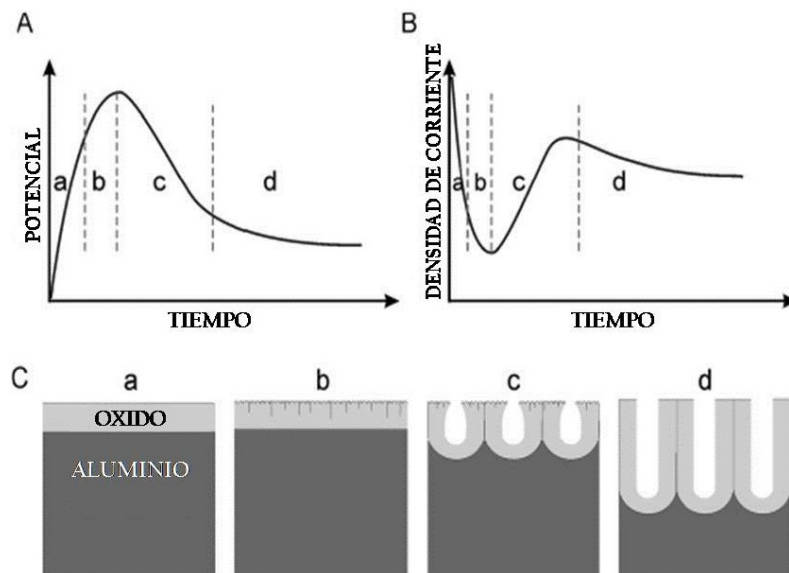 A
POTENCIAL
a
b
c
d
TIEMPO
B
DENSIDAD DE CORRIENTE
a
b
c
d
TIEMPO
C
a
b
c
d
OXIDO
ALUMINIO